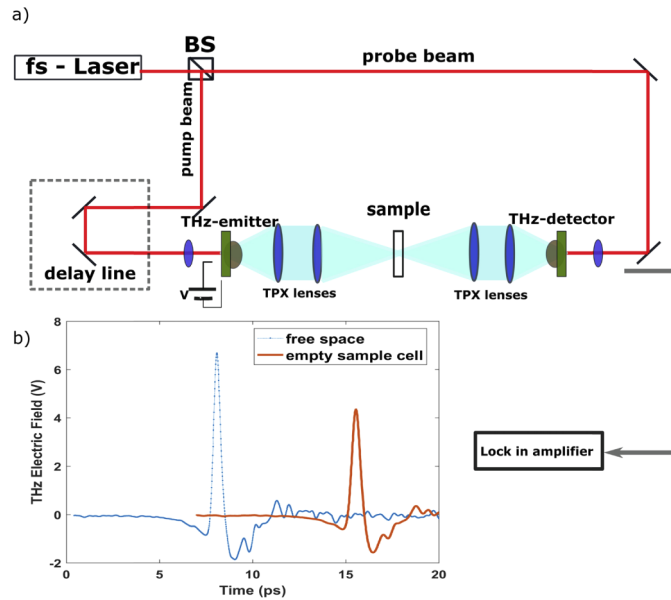 a)
BS
fs - Laser
probe beam
pump beam
THz-emitter
sample
THz-detector
delay line
V
TPX lenses
TPX lenses
b)
free space
empty sample cell
THz Electric Field (V)
8
6
4
2
0
-2
0
5
10
15
20
Time (ps)
Lock in amplifier